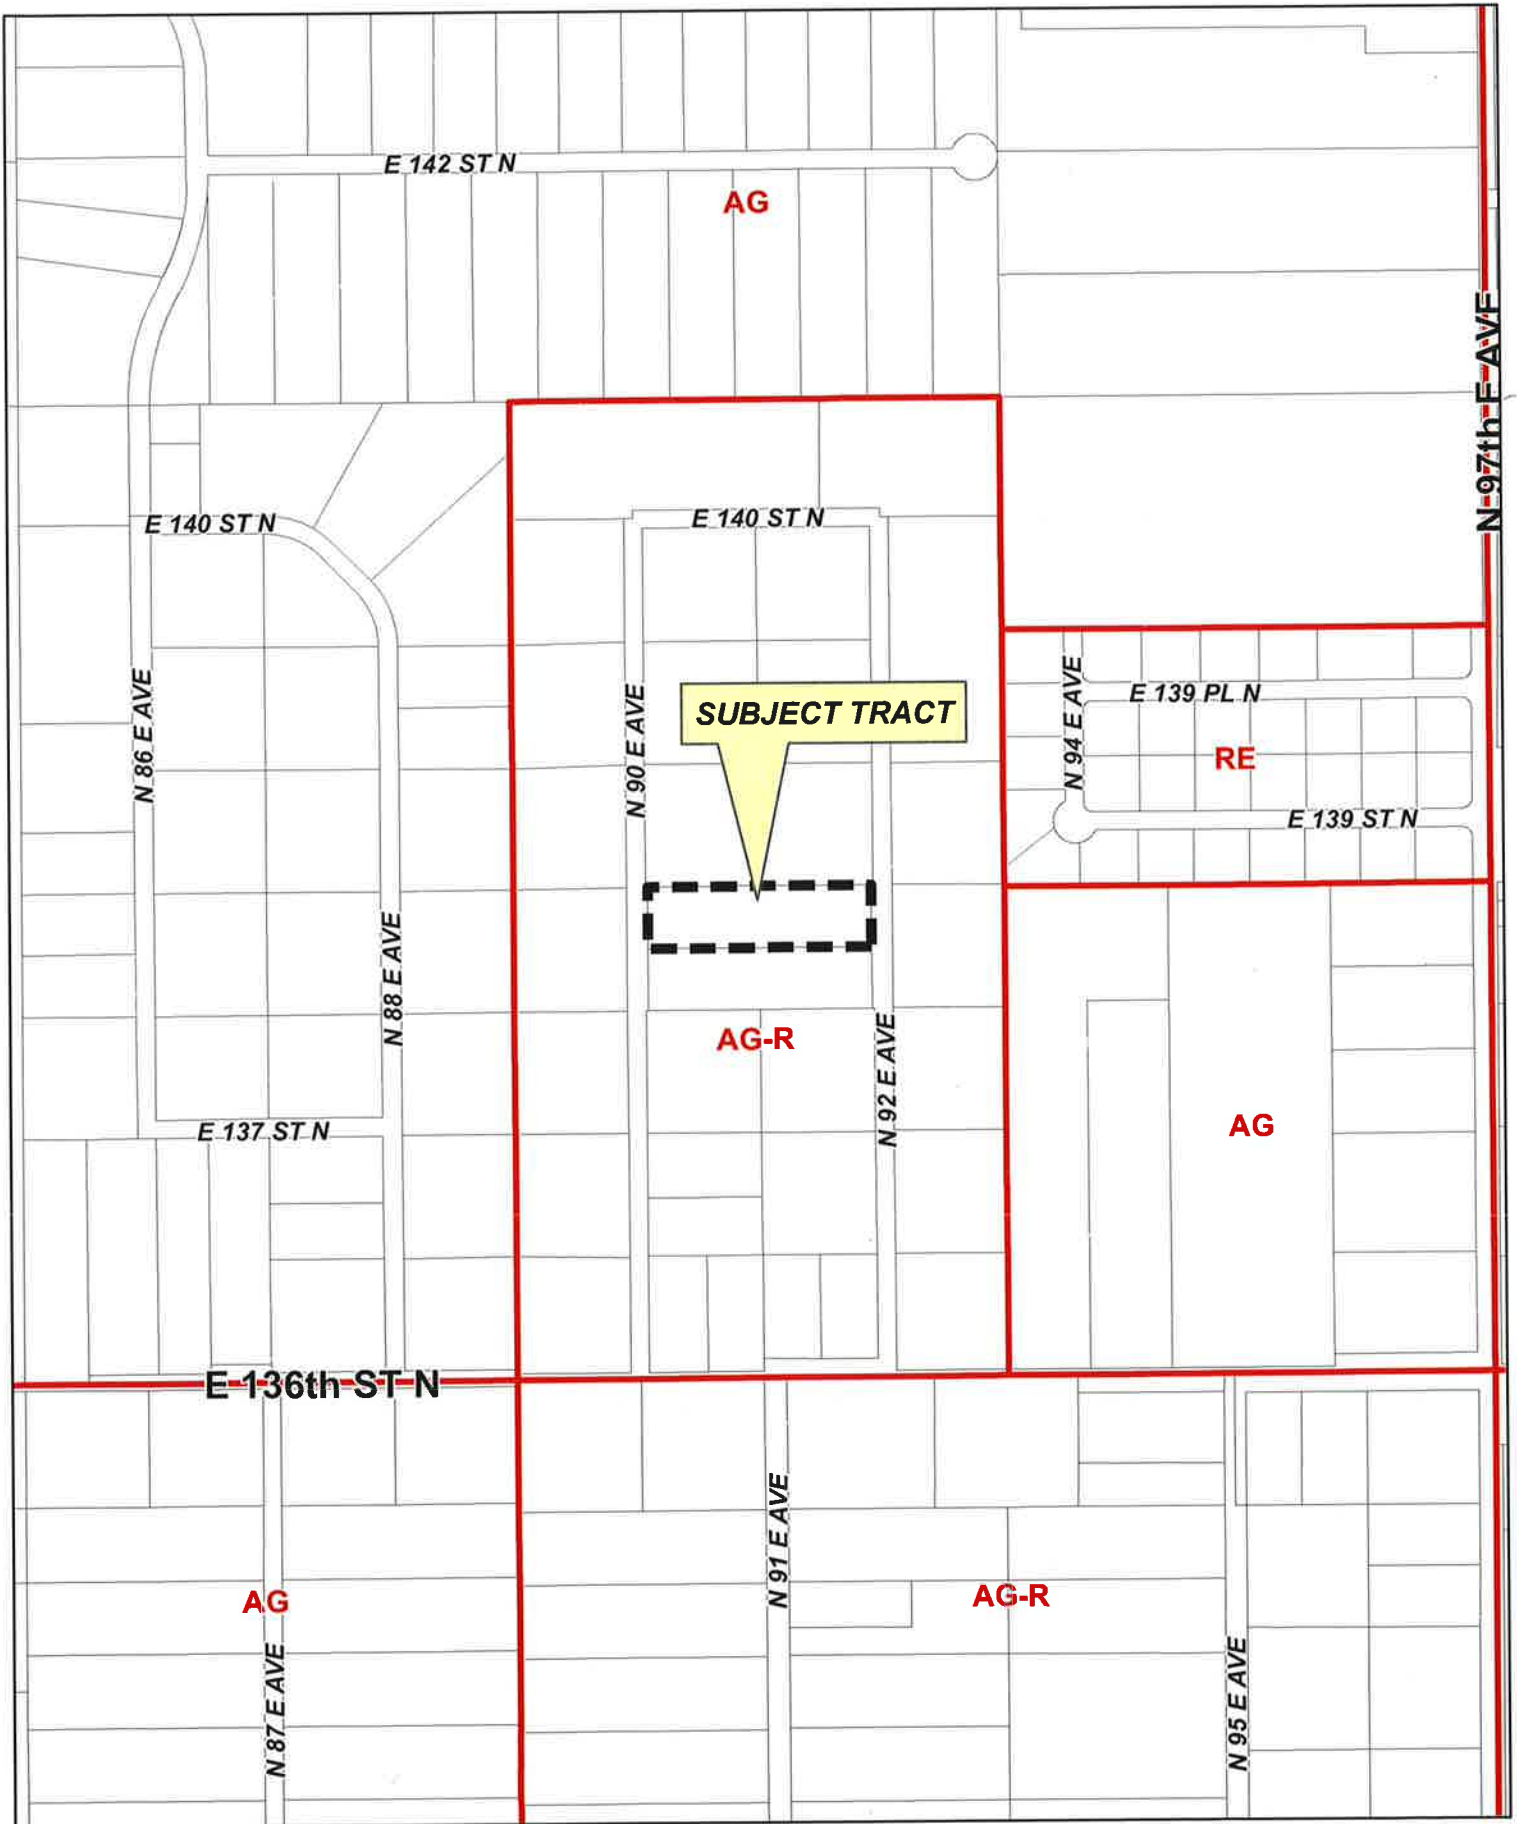 E 142 ST N
AG
N 97th E AVE
E 140 ST N
E 140 ST N
N 86 E AVE
N 90 E AVE
SUBJECT TRACT
N 94 E AVE
E 139 PL N
RE
E 139 ST N
N 88 E AVE
AG-R
N 92 E AVE
AG
E 137 ST N
E 136th ST N
N 91 E AVE
AG
AG-R
N 87 E AVE
N 95 E AVE